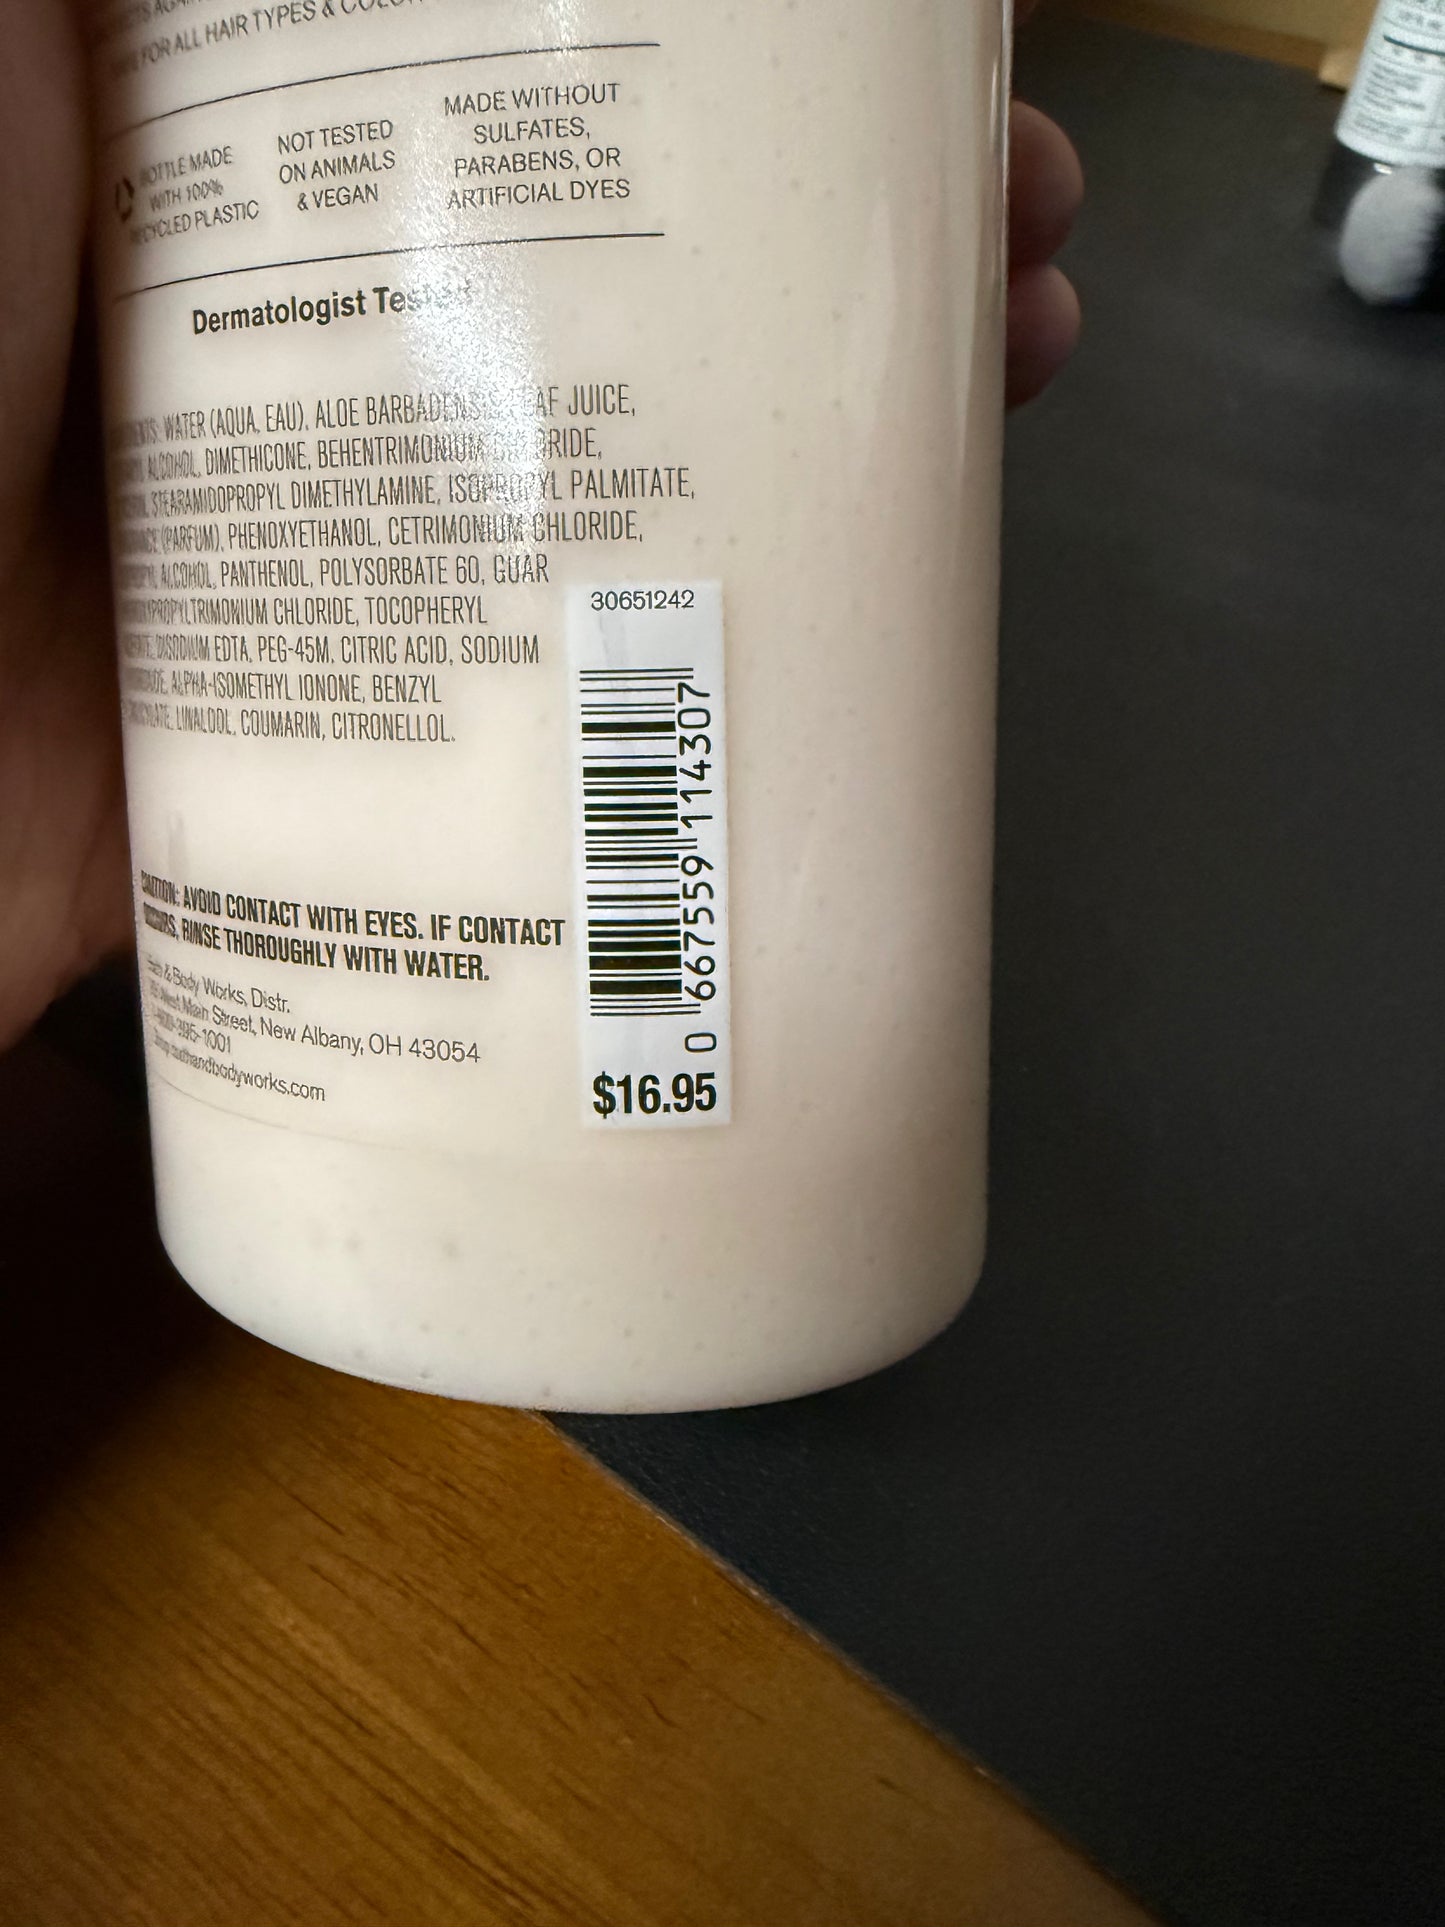 FOR ALL HAIR TYPES &
BOTTLE MADE
WITH 100%
RECYCLED PLASTIC
NOT TESTED
ON ANIMALS
& VEGAN
MADE WITHOUT
SULFATES,
PARABENS, OR
ARTIFICIAL DYES
Dermatologist Tested
WATER (AQUA, EAU), ALOE BARBADENSIS LEAF JUICE,
ALCOHOL, DIMETHICONE, BEHENTRIMONIUM CHLORIDE,
STEARAMIDOPROPYL DIMETHYLAMINE, ISOPROPYL PALMITATE,
(PARFUM), PHENOXYETHANOL, CETRIMONIUM CHLORIDE,
ALCOHOL, PANTHENOL, POLYSORBATE 60, GUAR
CHLORIDE, TOCOPHERYL
DISODIUM EDTA, PEG-45M, CITRIC ACID, SODIUM
ALPHA-ISOMETHYL IONONE, BENZYL
LINALOOL, COUMARIN, CITRONELLOL.
CAUTION: AVOID CONTACT WITH EYES. IF CONTACT
OCCURS, RINSE THOROUGHLY WITH WATER.
Bath & Body Works, Distr.
West Main Street, New Albany, OH 43054
1-800-395-1001
bathandbodyworks.com
30651242
0 667559 114307
$16.95